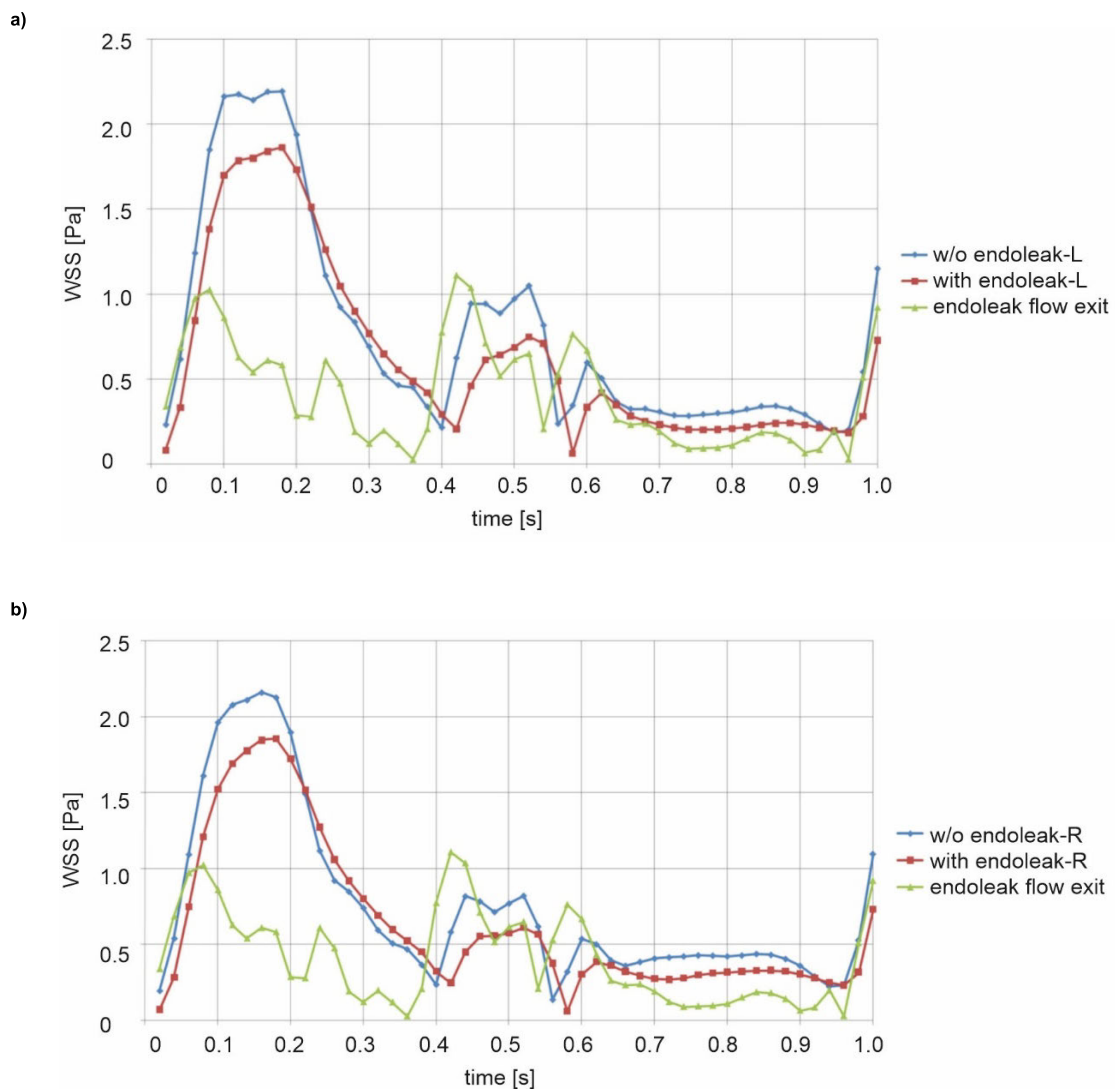 a)
2.5
2.0
1.5
1.0
0.5
0
WSS [Pa]
0 0.1 0.2 0.3 0.4 0.5 0.6 0.7 0.8 0.9 1.0
time [s]
w/o endoleak-L
with endoleak-L
endoleak flow exit
b)
2.5
2.0
1.5
1.0
0.5
0
WSS [Pa]
0 0.1 0.2 0.3 0.4 0.5 0.6 0.7 0.8 0.9 1.0
time [s]
w/o endoleak-R
with endoleak-R
endoleak flow exit